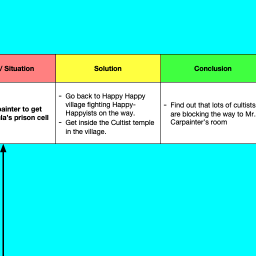 / Situation
Solution
Conclusion
ainter to get
la's prison cell
- Go back to Happy Happy
village fighting Happy-
Happyists on the way.
- Get inside the Cultist temple
in the village.
- Find out that lots of cultists
are blocking the way to Mr.
Carpainter's room